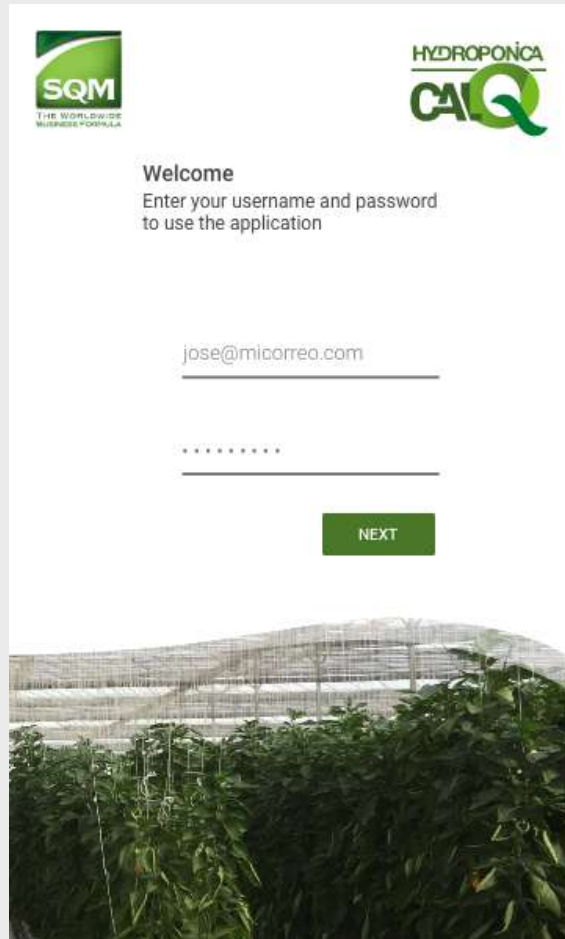 SQM
THE WORLDWIDE
BUSINESS FORMULA
HYDROPONICA
CALQ
Welcome
Enter your username and password
to use the application
jose@micorreo.com
•••••••••
NEXT